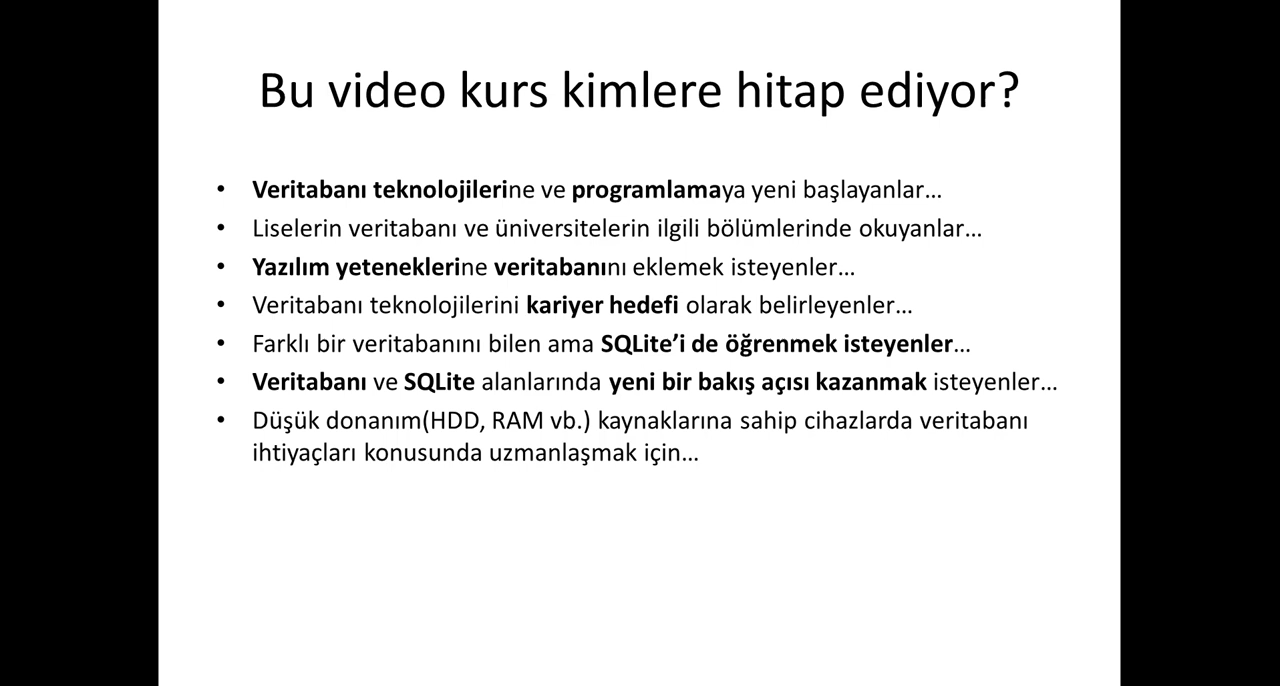 Bu video kurs kimlere hitap ediyor?
• Veritabanı teknolojilerine ve programlamaya yeni başlayanlar…
• Liselerin veritabanı ve üniversitelerin ilgili bölümlerinde okuyanlar…
• Yazılım yeteneklerine veritabanını eklemek isteyenler…
• Veritabanı teknolojilerini kariyer hedefi olarak belirleyenler…
• Farklı bir veritabanını bilen ama SQLite’i de öğrenmek isteyenler…
• Veritabanı ve SQLite alanlarında yeni bir bakış açısı kazanmak isteyenler…
• Düşük donanım(HDD, RAM vb.) kaynaklarına sahip cihazlarda veritabanı
ihtiyaçları konusunda uzmanlaşmak için…